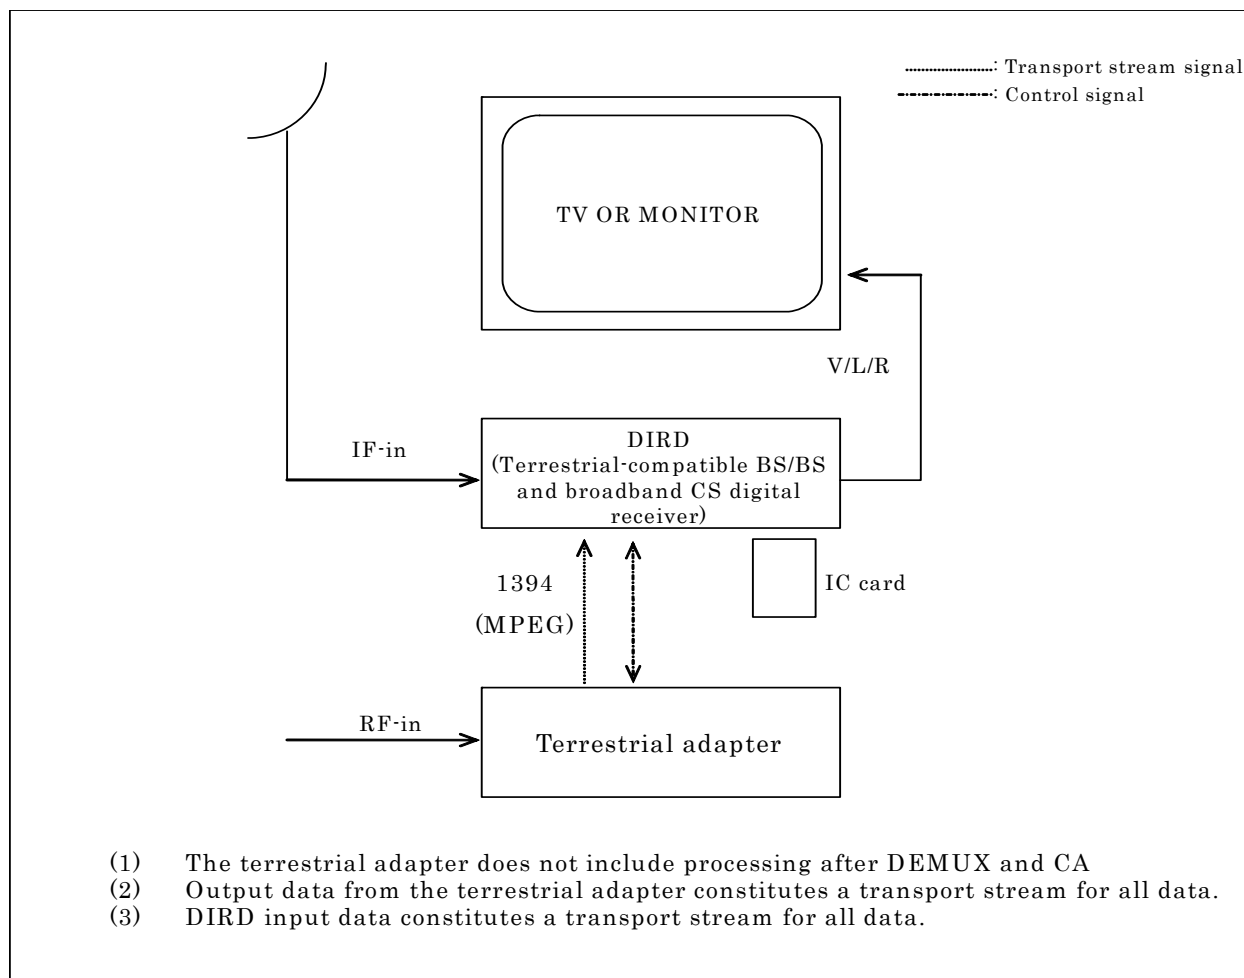 : Transport stream signal
: Control signal
TV OR MONITOR
V/L/R
IF-in
DIRD
(Terrestrial-compatible BS/BS
and broadband CS digital
receiver)
1394
(MPEG)
IC card
RF-in
Terrestrial adapter
(1) The terrestrial adapter does not include processing after DEMUX and CA
(2) Output data from the terrestrial adapter constitutes a transport stream for all data.
(3) DIRD input data constitutes a transport stream for all data.